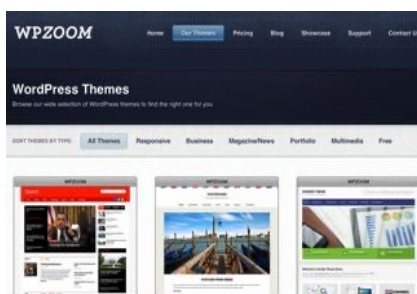 WPZOOM
Home Our Themes Pricing Blog Showcase Support Contact U
WordPress Themes
Browse our wide selection of WordPress themes to find the right one for you
SORT THEMES BY TYPE: All Themes Responsive Business Magazine/News Portfolio Multimedia Free
WPZOOM WPZOOM WPZOOM